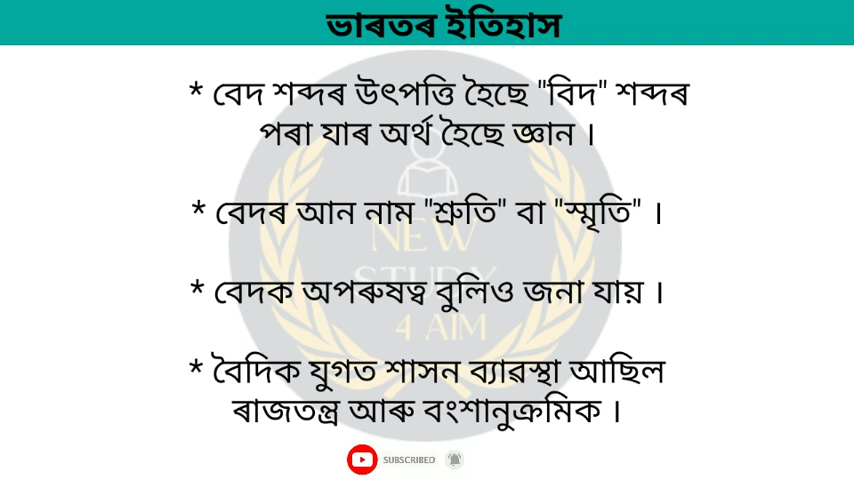 ভাৰতৰ ইতিহাস
* বেদ শব্দৰ উৎপত্তি হৈছে "বিদ" শব্দৰ
পৰা যাৰ অৰ্থ হৈছে জ্ঞান ।
* বেদৰ আন নাম "শ্ৰুতি" বা "স্মৃতি" ।
* বেদক অপৰুষত্ব বুলিও জনা যায় ।
* বৈদিক যুগত শাসন ব্যাৱস্থা আছিল
ৰাজতন্ত্ৰ আৰু বংশানুক্ৰমিক ।
NEW
STUDY
4 AIM
SUBSCRIBED